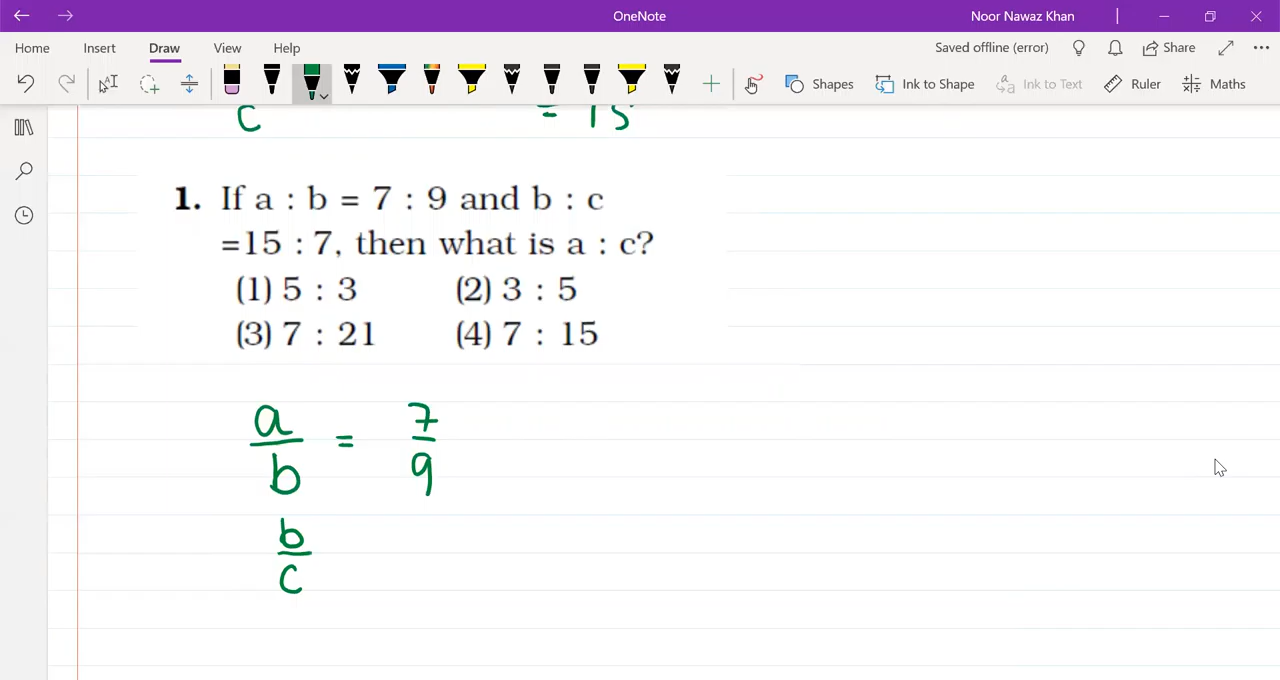 OneNote
Noor Nawaz Khan
Home Insert Draw View Help
Saved offline (error) Share
Ink to Shape Ink to Text Ruler Maths
Shapes
c = 15
1. If a : b = 7 : 9 and b : c
=15 : 7, then what is a : c?
(1) 5 : 3 (2) 3 : 5
(3) 7 : 21 (4) 7 : 15
a/b = 7/9
b/c